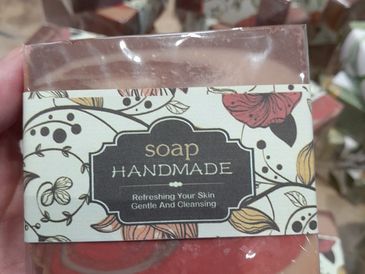 soap
HANDMADE
Refreshing Your Skin
Gentle And Cleansing